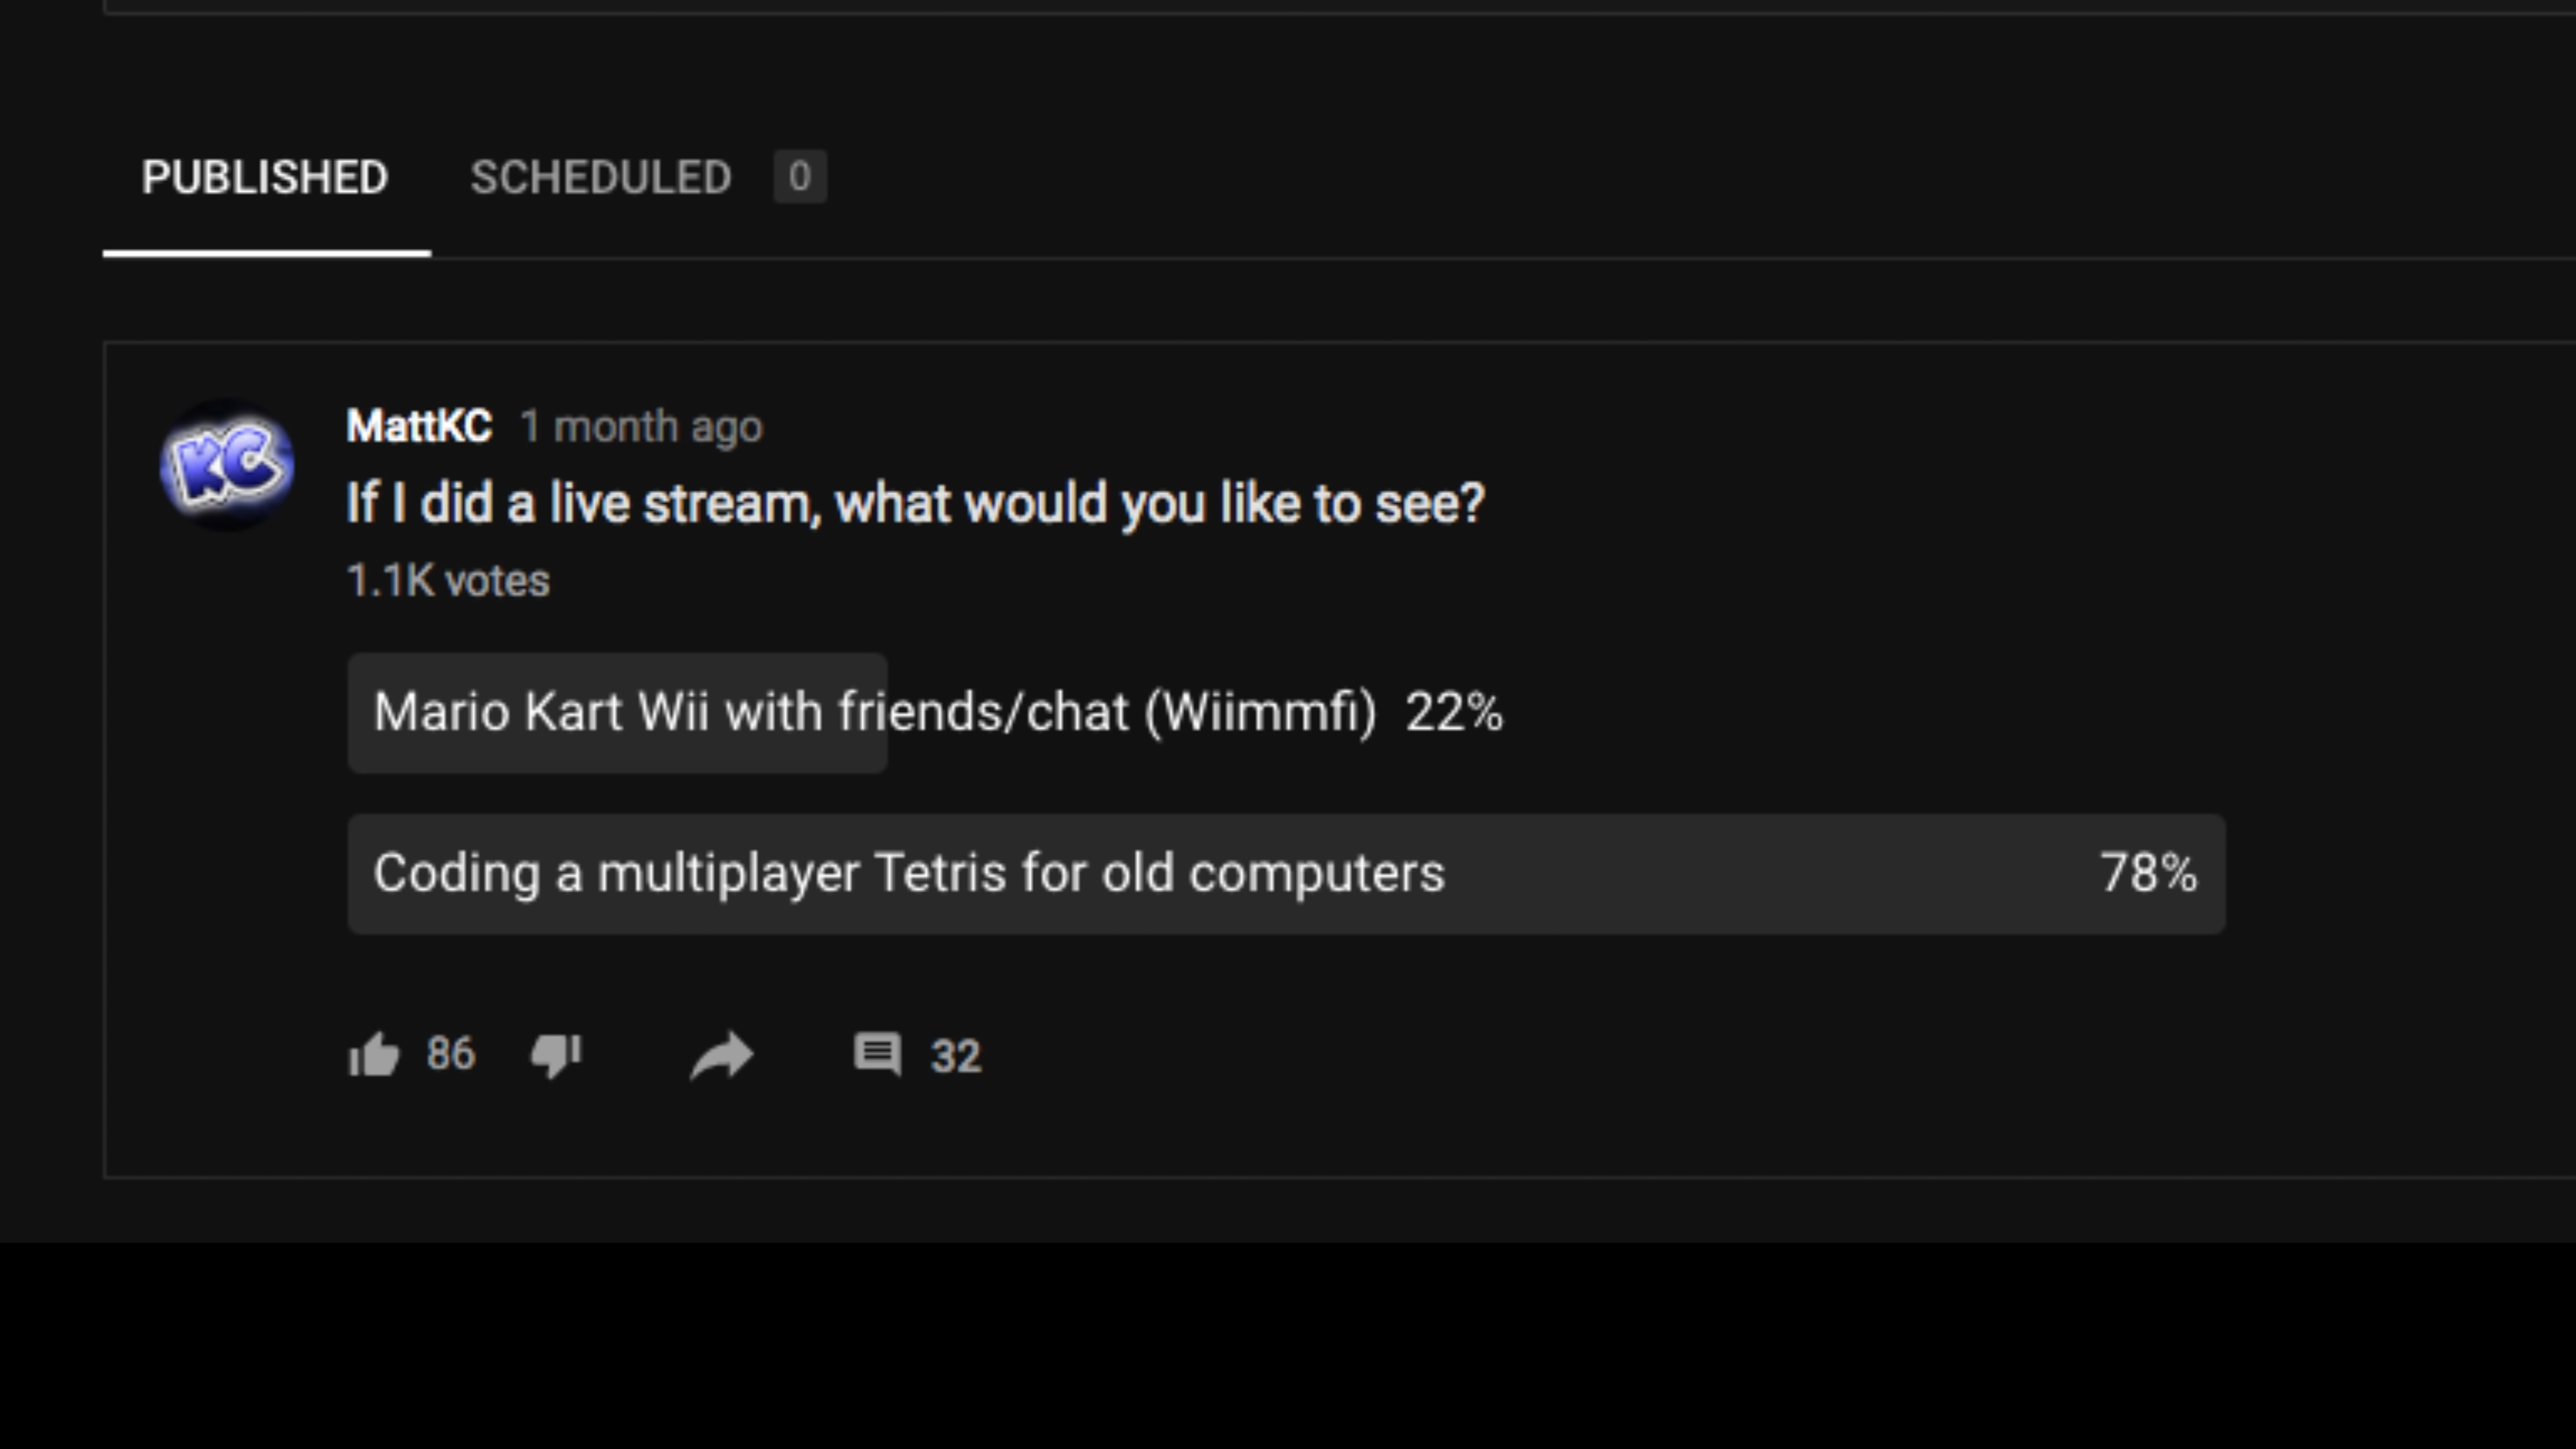 PUBLISHED SCHEDULED 0
KC
MattKC 1 month ago
If I did a live stream, what would you like to see?
1.1K votes
Mario Kart Wii with friends/chat (Wiimmfi) 22%
Coding a multiplayer Tetris for old computers 78%
86 32